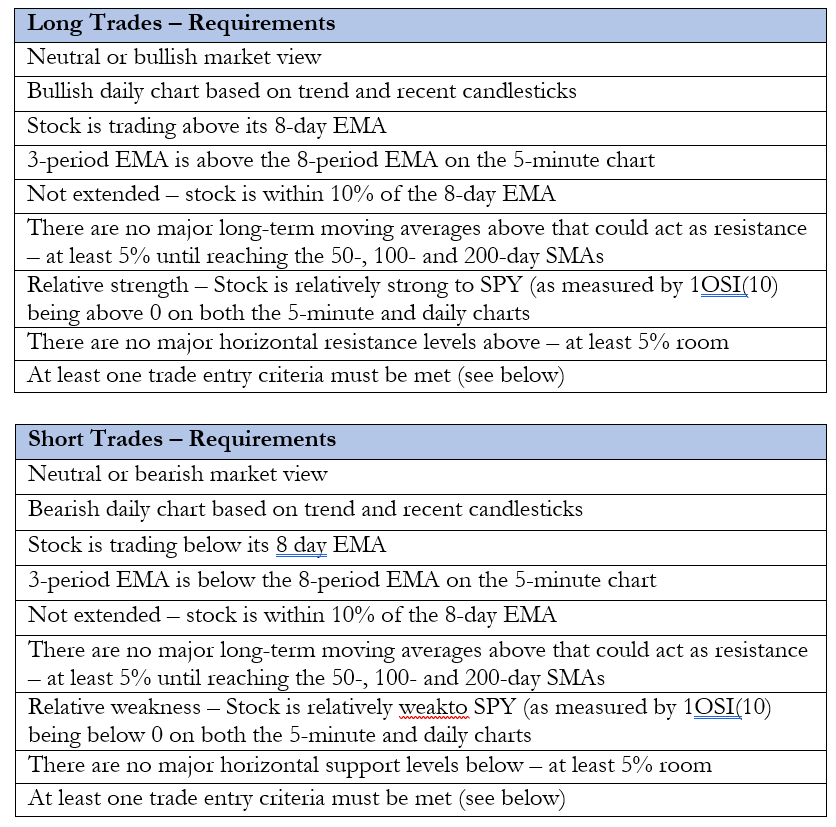 Long Trades – Requirements
Neutral or bullish market view
Bullish daily chart based on trend and recent candlesticks
Stock is trading above its 8-day EMA
3-period EMA is above the 8-period EMA on the 5-minute chart
Not extended – stock is within 10% of the 8-day EMA
There are no major long-term moving averages above that could act as resistance
– at least 5% until reaching the 50-, 100- and 200-day SMAs
Relative strength – Stock is relatively strong to SPY (as measured by 1OSI(10)
being above 0 on both the 5-minute and daily charts
There are no major horizontal resistance levels above – at least 5% room
At least one trade entry criteria must be met (see below)
Short Trades – Requirements
Neutral or bearish market view
Bearish daily chart based on trend and recent candlesticks
Stock is trading below its 8 day EMA
3-period EMA is below the 8-period EMA on the 5-minute chart
Not extended – stock is within 10% of the 8-day EMA
There are no major long-term moving averages above that could act as resistance
– at least 5% until reaching the 50-, 100- and 200-day SMAs
Relative weakness – Stock is relatively weakto SPY (as measured by 1OSI(10)
being below 0 on both the 5-minute and daily charts
There are no major horizontal support levels below – at least 5% room
At least one trade entry criteria must be met (see below)